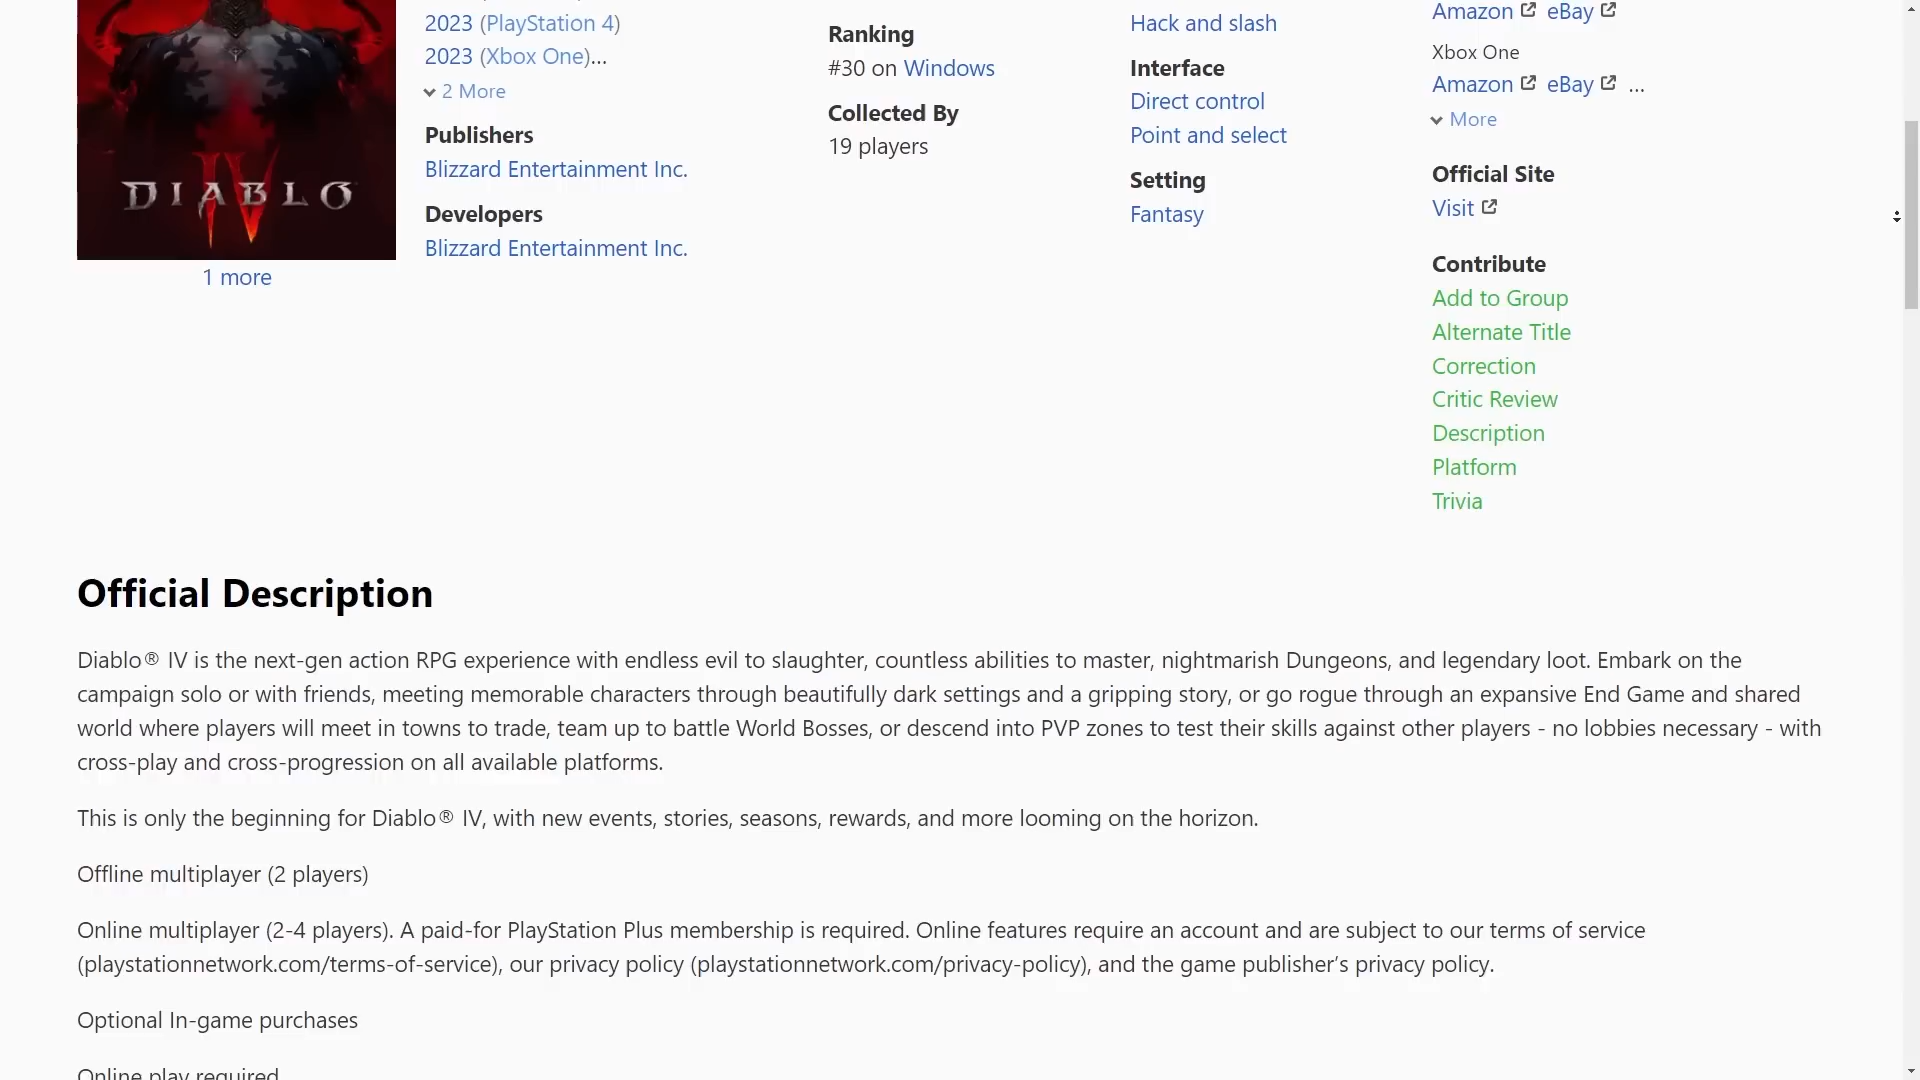 DIABLO
IV
1 more
2023 (PlayStation 4)
2023 (Xbox One)...
2 More
Publishers
Blizzard Entertainment Inc.
Developers
Blizzard Entertainment Inc.
Ranking
#30 on Windows
Collected By
19 players
Hack and slash
Interface
Direct control
Point and select
Setting
Fantasy
Amazon eBay
Xbox One
Amazon eBay ...
More
Official Site
Visit
Contribute
Add to Group
Alternate Title
Correction
Critic Review
Description
Platform
Trivia
Official Description
Diablo® IV is the next-gen action RPG experience with endless evil to slaughter, countless abilities to master, nightmarish Dungeons, and legendary loot. Embark on the
campaign solo or with friends, meeting memorable characters through beautifully dark settings and a gripping story, or go rogue through an expansive End Game and shared
world where players will meet in towns to trade, team up to battle World Bosses, or descend into PVP zones to test their skills against other players - no lobbies necessary - with
cross-play and cross-progression on all available platforms.
This is only the beginning for Diablo® IV, with new events, stories, seasons, rewards, and more looming on the horizon.
Offline multiplayer (2 players)
Online multiplayer (2-4 players). A paid-for PlayStation Plus membership is required. Online features require an account and are subject to our terms of service
(playstationnetwork.com/terms-of-service), our privacy policy (playstationnetwork.com/privacy-policy), and the game publisher’s privacy policy.
Optional In-game purchases
Online play required